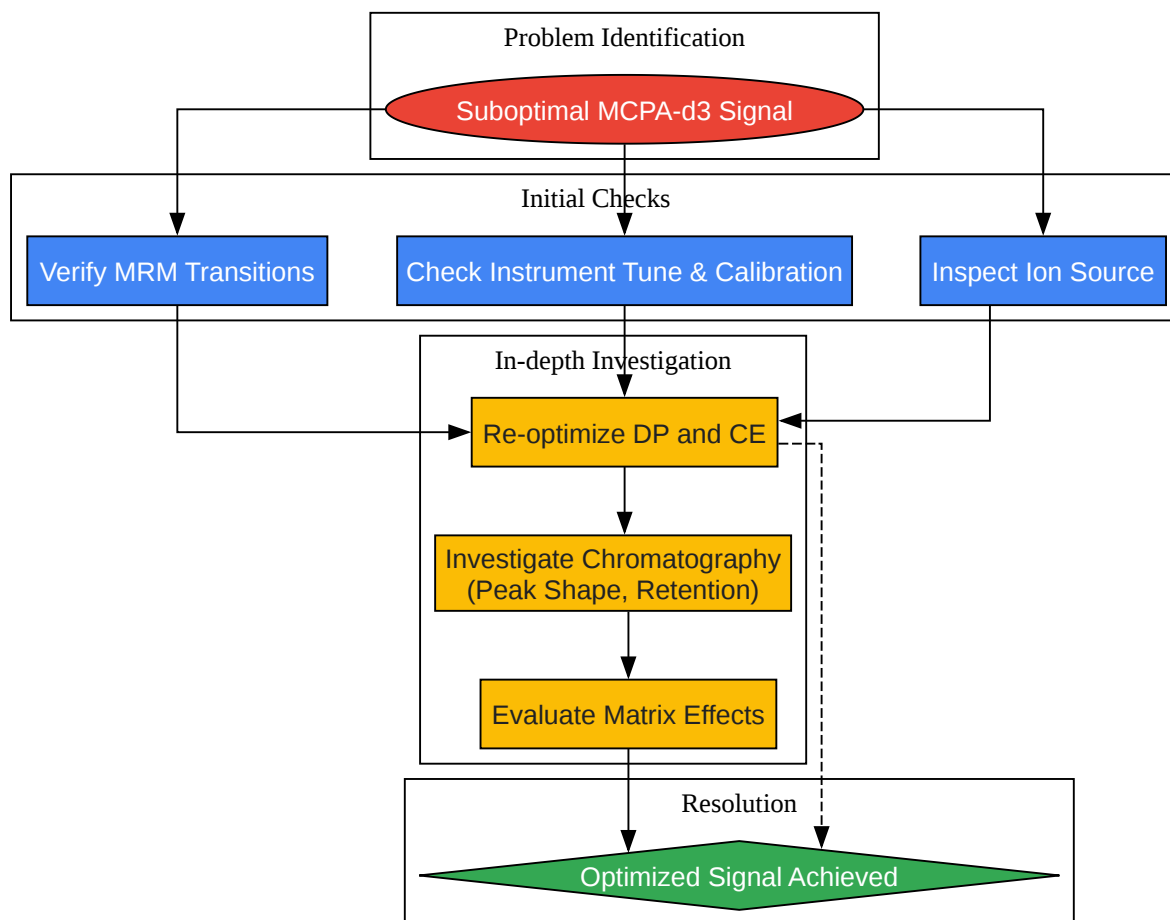 Problem Identification
Suboptimal MCPA-d3 Signal
Initial Checks
Verify MRM Transitions
Check Instrument Tune & Calibration
Inspect Ion Source
In-depth Investigation
Re-optimize DP and CE
Investigate Chromatography
(Peak Shape, Retention)
Evaluate Matrix Effects
Resolution
Optimized Signal Achieved